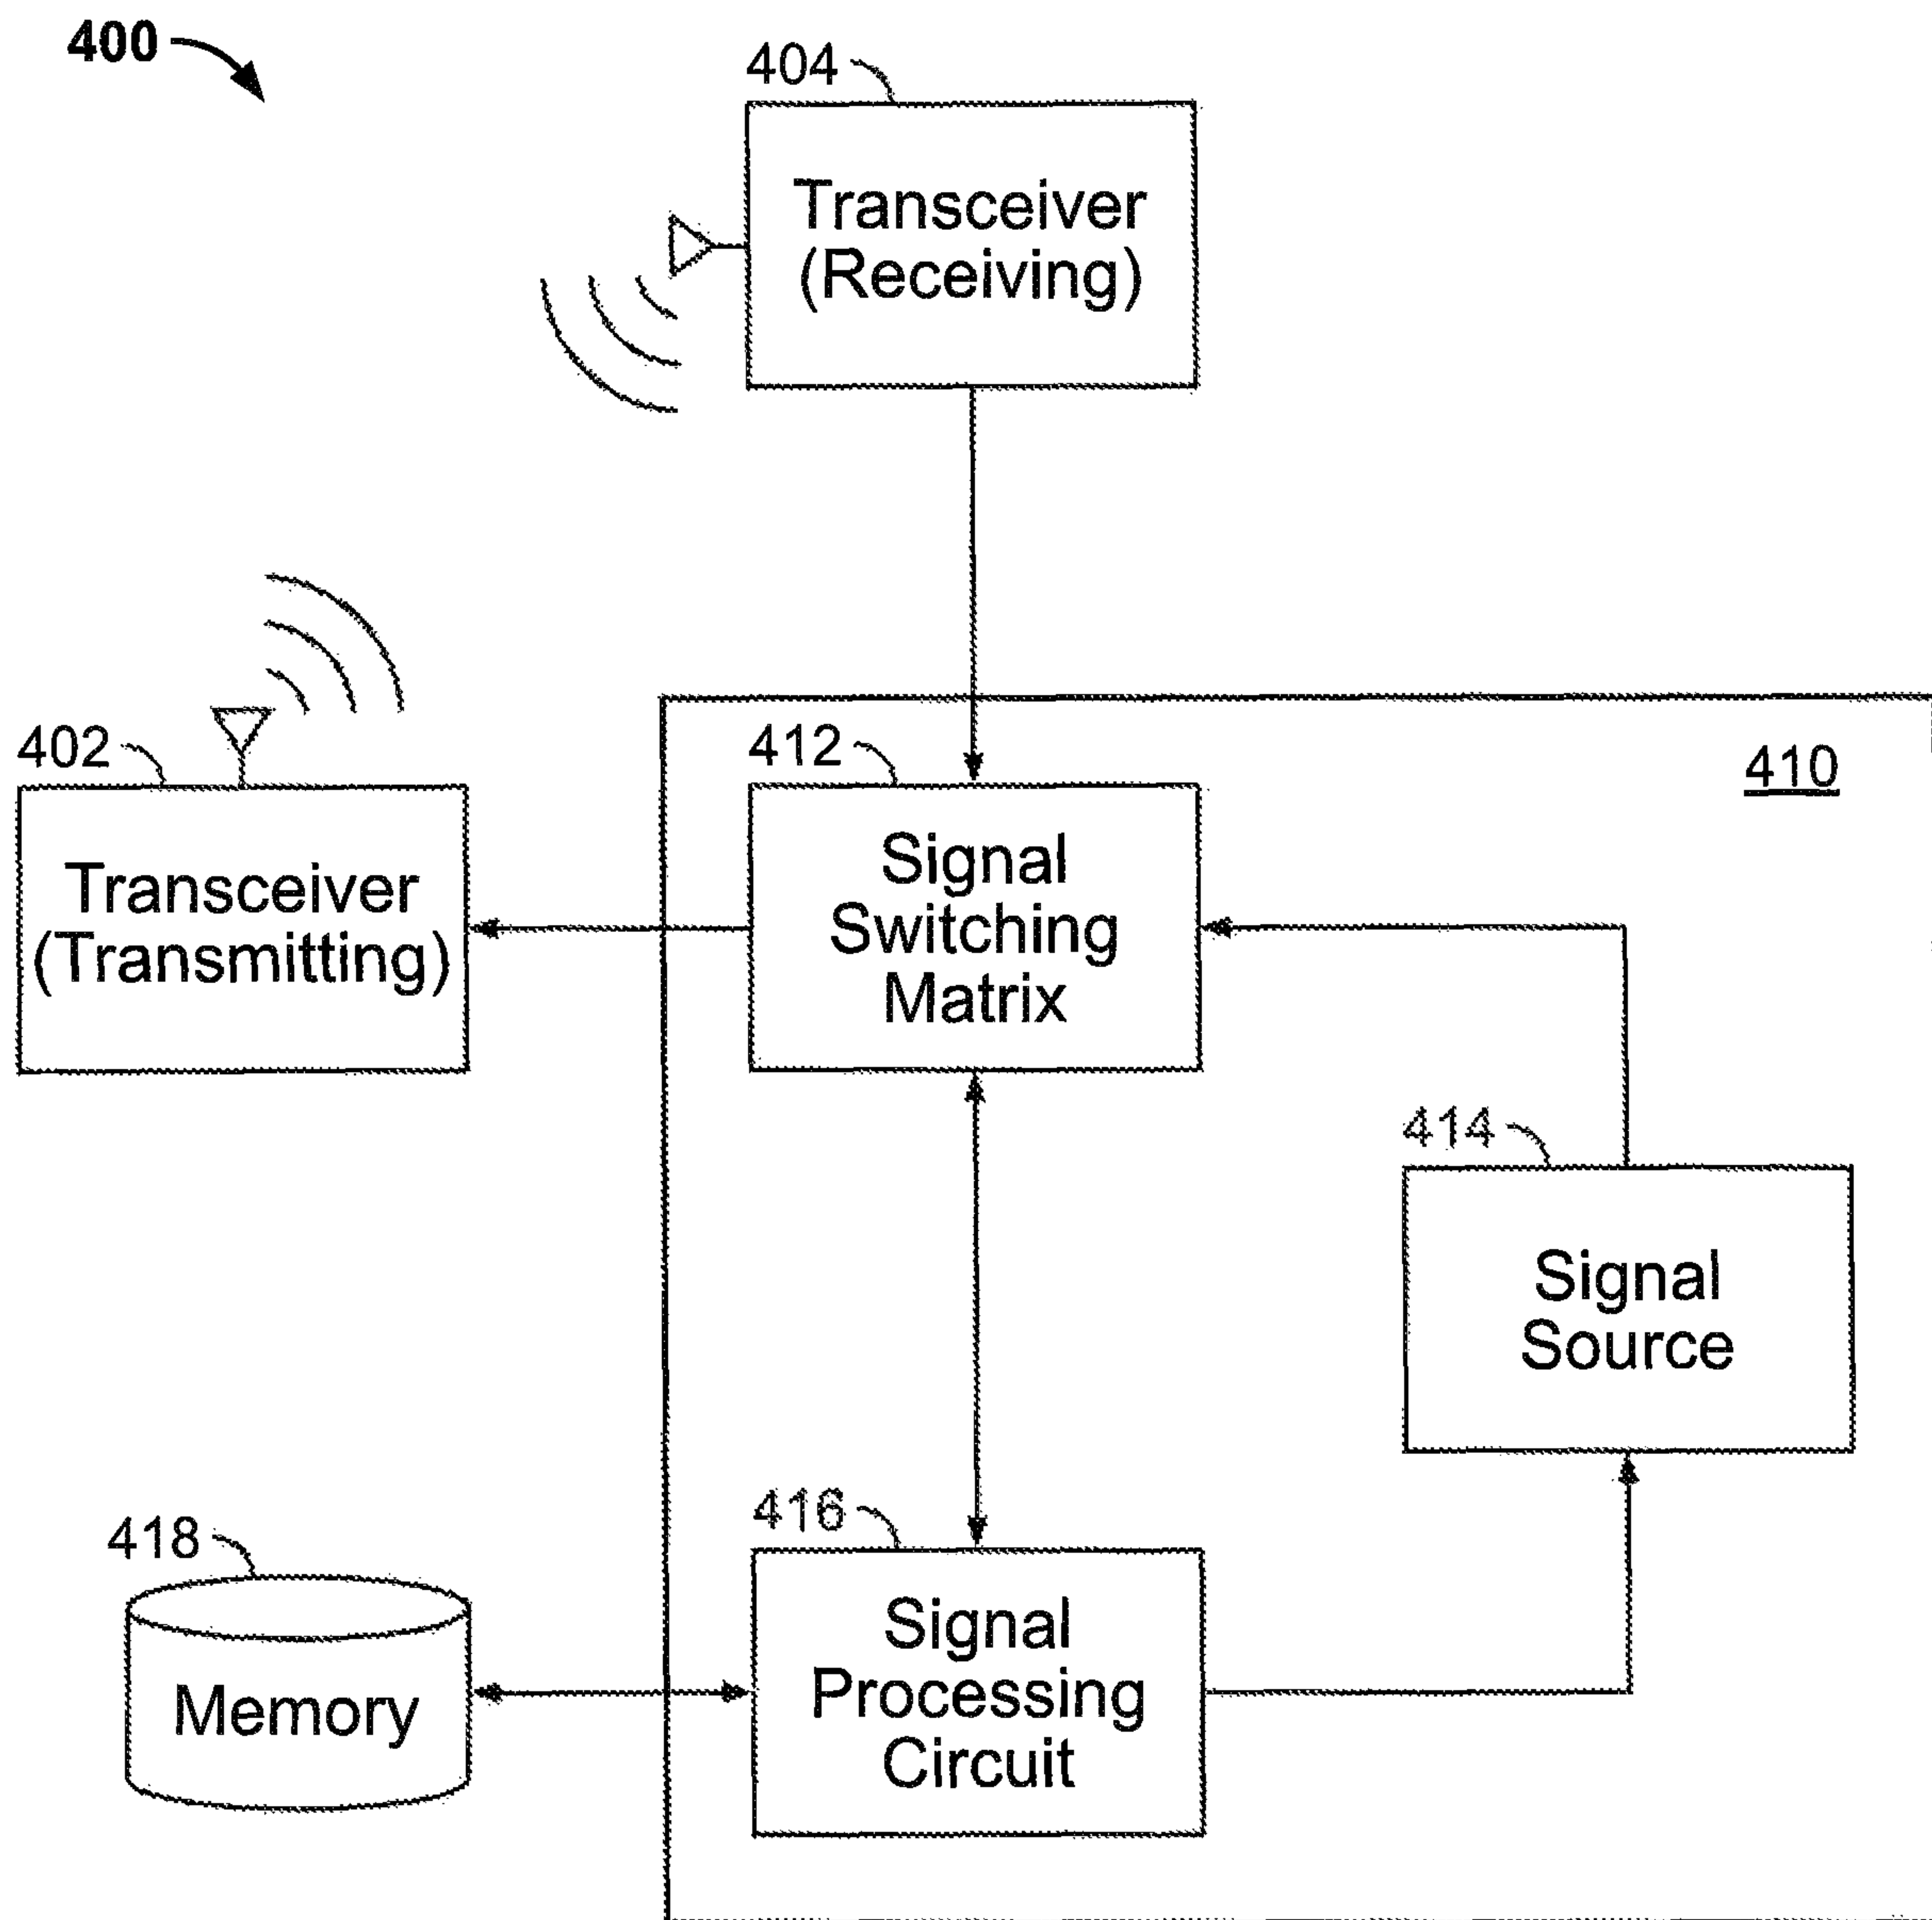 400
404
Transceiver
(Receiving)
402
Transceiver
(Transmitting)
412
Signal
Switching
Matrix
410
414
Signal
Source
416
Signal
Processing
Circuit
418
Memory